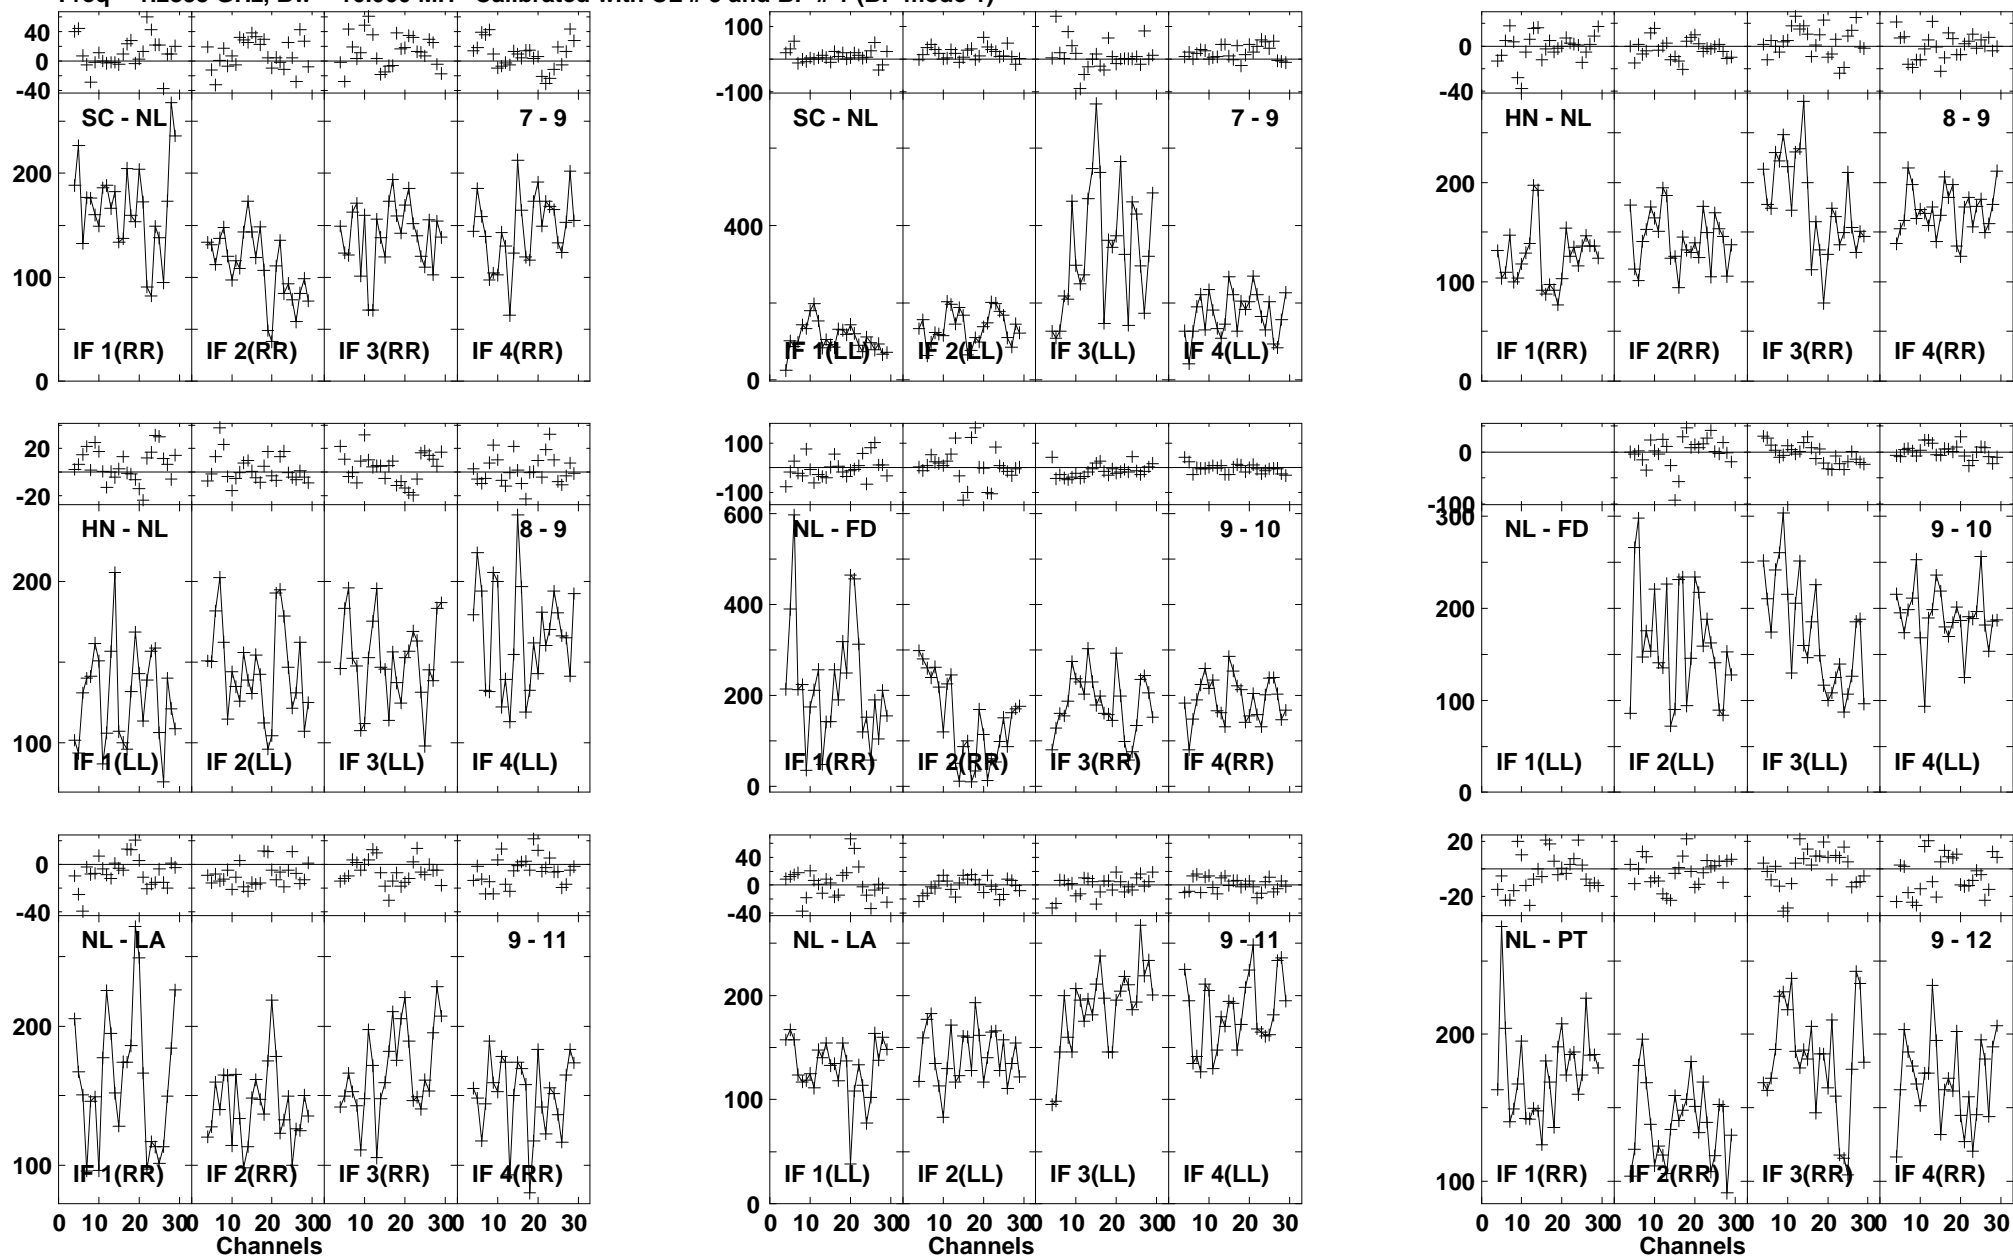 40 20 0 -20 -40
SC - NL 7 - 9
200 100 0
IF 1(RR) IF 2(RR) IF 3(RR) IF 4(RR)
100 0 -100
SC - NL 7 - 9
400 200 0
IF 1(LL) IF 2(LL) IF 3(LL) IF 4(LL)
20 0 -20 -40
HN - NL 8 - 9
200 100 0
IF 1(RR) IF 2(RR) IF 3(RR) IF 4(RR)
20 0 -20
HN - NL 8 - 9
200 100
IF 1(LL) IF 2(LL) IF 3(LL) IF 4(LL)
100 0 -100
NL - FD 9 - 10
600 400 200 0
IF 1(RR) IF 2(RR) IF 3(RR) IF 4(RR)
0 -100
NL - FD 9 - 10
300 200 100 0
IF 1(LL) IF 2(LL) IF 3(LL) IF 4(LL)
0 -40
NL - LA 9 - 11
200 100
IF 1(RR) IF 2(RR) IF 3(RR) IF 4(RR)
0 10 20 30 0 10 20 30 0 10 20 30 0 10 20 30
Channels
40 0 -40
NL - LA 9 - 11
200 100 0
IF 1(LL) IF 2(LL) IF 3(LL) IF 4(LL)
0 10 20 30 0 10 20 30 0 10 20 30 0 10 20 30
Channels
20 0 -20
NL - PT 9 - 12
200 100
IF 1(RR) IF 2(RR) IF 3(RR) IF 4(RR)
0 10 20 30 0 10 20 30 0 10 20 30 0 10 20 30